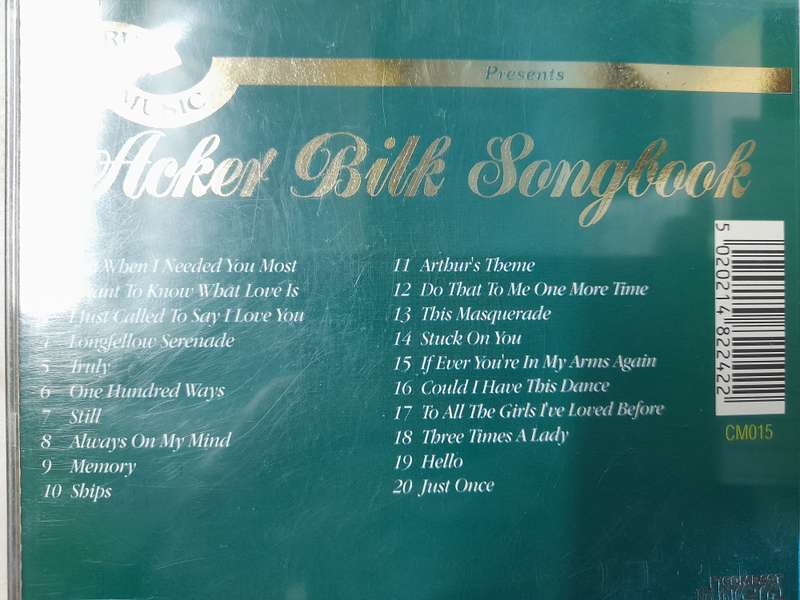 MUSIC
Presents
Acker Bilk Songbook
When I Needed You Most
Want To Know What Love Is
I Just Called To Say I Love You
4 Longfellow Serenade
5 Truly
6 One Hundred Ways
7 Still
8 Always On My Mind
9 Memory
10 Ships
11 Arthur's Theme
12 Do That To Me One More Time
13 This Masquerade
14 Stuck On You
15 If Ever You're In My Arms Again
16 Could I Have This Dance
17 To All The Girls I've Loved Before
18 Three Times A Lady
19 Hello
20 Just Once
5 020214 822422
CM015